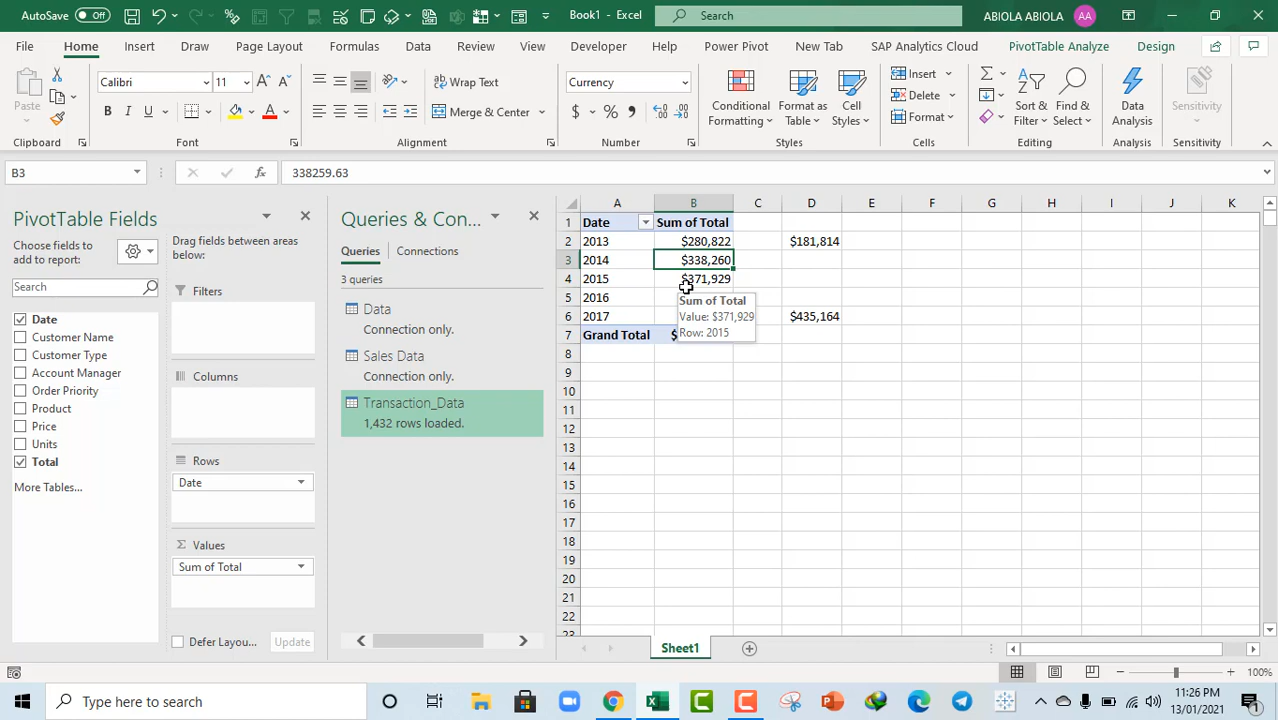 AutoSave Off Book1 - Excel Search ABIOLA ABIOLA AA
File Home Insert Draw Page Layout Formulas Data Review View Developer Help Power Pivot New Tab SAP Analytics Cloud PivotTable Analyze Design
Paste
Clipboard
Calibri 11
B I U
Font
Wrap Text
Merge & Center
Alignment
Currency
$ % ,
Number
Conditional Formatting
Format as Table
Cell Styles
Styles
Insert
Delete
Format
Cells
Sort & Filter
Find & Select
Editing
Data Analysis
Analysis
Sensitivity
Sensitivity
B3 fx 338259.63
PivotTable Fields
Choose fields to add to report:
Search
Date
Customer Name
Customer Type
Account Manager
Order Priority
Product
Price
Units
Total
More Tables...
Drag fields between areas below:
Filters
Columns
Rows
Date
Σ Values
Sum of Total
Defer Layou... Update
Queries & Con...
Queries Connections
3 queries
Data
Connection only.
Sales Data
Connection only.
Transaction_Data
1,432 rows loaded.
A B C D E F G H I J K
1 Date Sum of Total
2 2013 $280,822 $181,814
3 2014 $338,260
4 2015 $371,929
5 2016
6 2017 $435,164
7 Grand Total $
8
9
10
11
12
13
14
15
16
17
18
19
20
21
22
23
Sum of Total
Value: $371,929
Row: 2015
Sheet1
100%
Type here to search
11:26 PM
13/01/2021